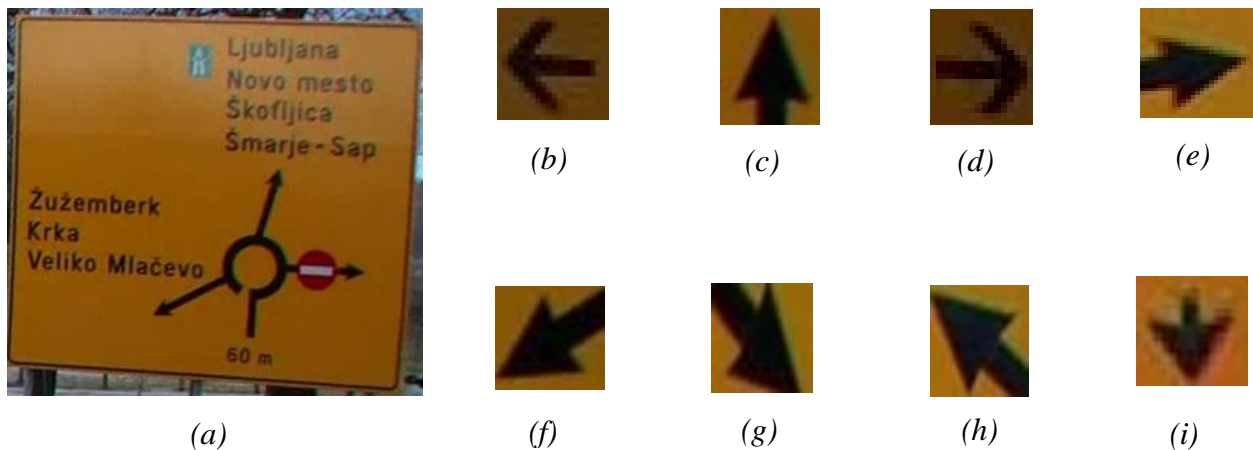 Ljubljana
Novo mesto
Škofljica
Šmarje-Sap
Žužemberk
Krka
Veliko Mlačevo
60 m
(a)
(b)
(c)
(d)
(e)
(f)
(g)
(h)
(i)